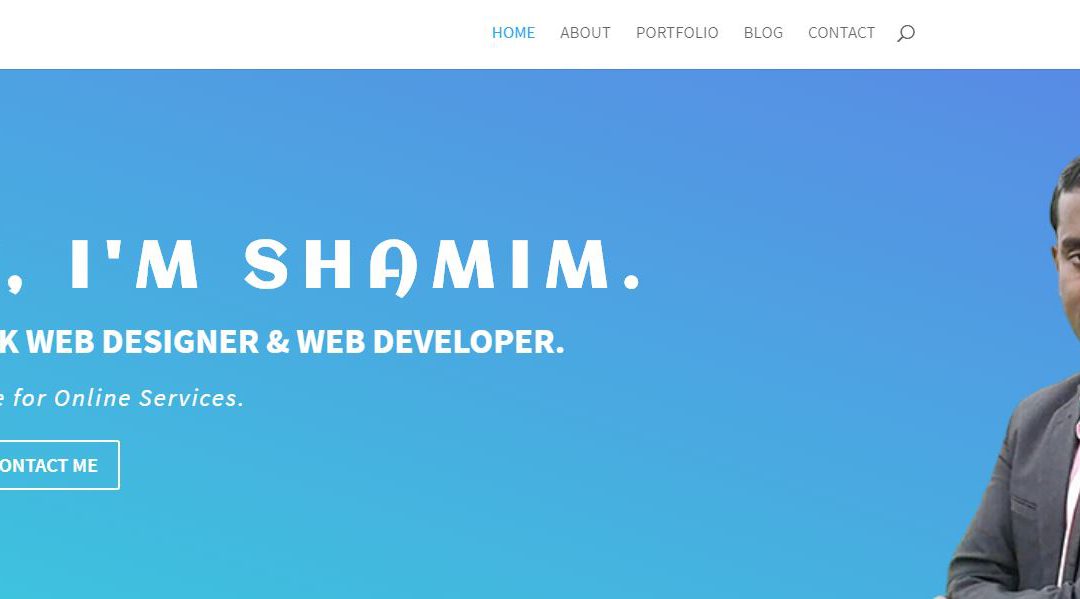 HOME ABOUT PORTFOLIO BLOG CONTACT
, I'M SHAMIM.
K WEB DESIGNER & WEB DEVELOPER.
e for Online Services.
ONTACT ME